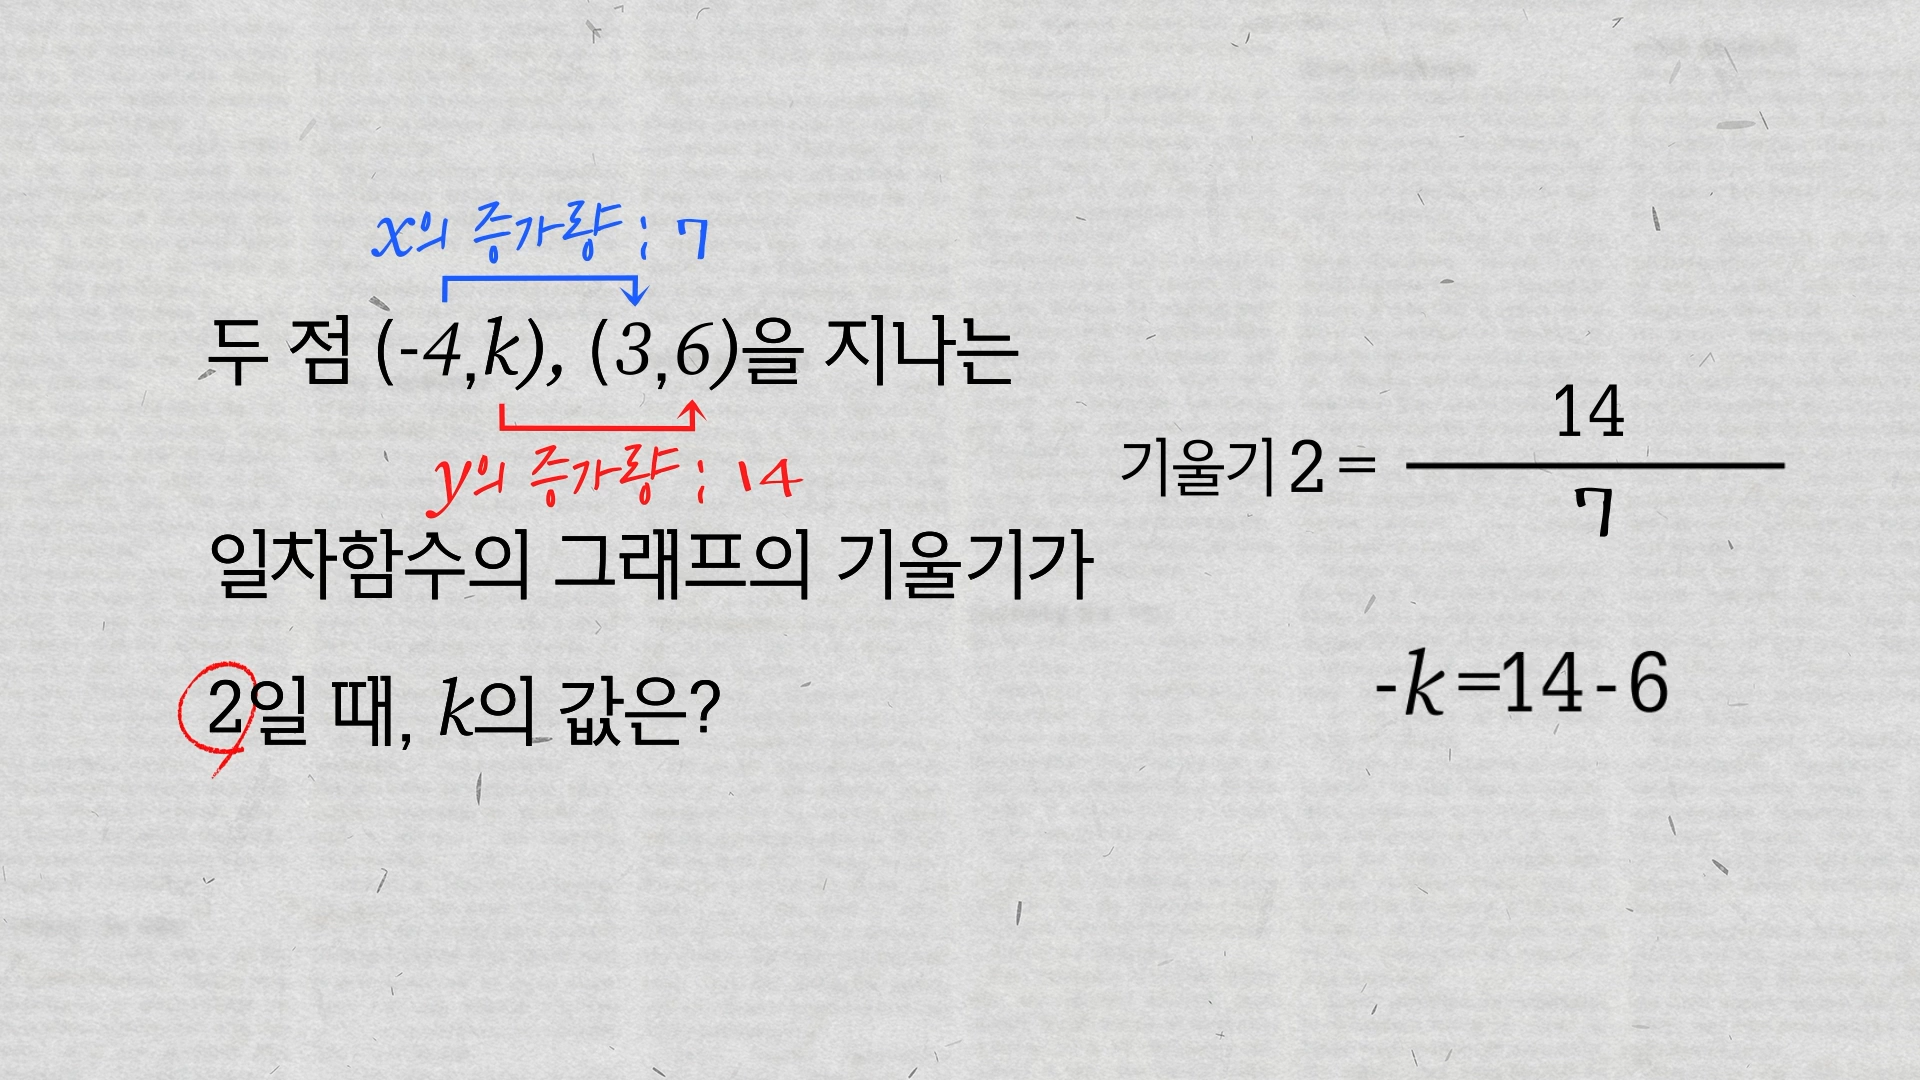 x의 증가량 : 7
두 점 (-4,k), (3,6)을 지나는
y의 증가량 : 14
일차함수의 그래프의 기울기가
2일 때, k의 값은?
기울기 2 = 14/7
-k=14-6